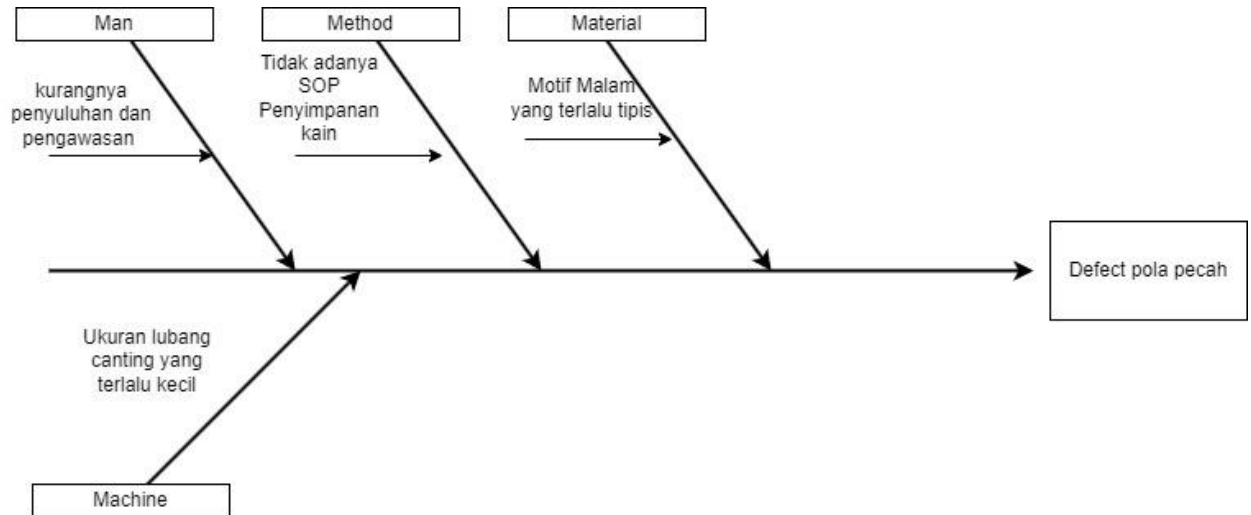 Man
Method
Material
kurangnya
penyuluhan dan
pengawasan
Tidak adanya
SOP
Penyimpanan
kain
Motif Malam
yang terlalu tipis
Defect pola pecah
Ukuran lubang
canting yang
terlalu kecil
Machine